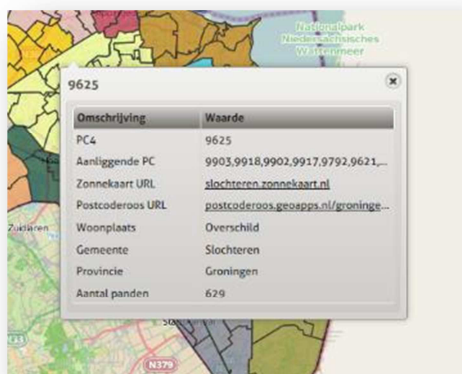 Nationalpark
Niedersächsisches
Wattenmeer
9625
Omschrijving Waarde
PC4 9625
Aanliggende PC 9903,9918,9902,9917,9792,9621,...
Zonnekaart URL slochteren.zonnekaart.nl
Postcoderoos URL postcoderoos.geoapps.nl/groninge...
Woonplaats Overschild
Gemeente Slochteren
Provincie Groningen
Aantal panden 629
Zuidlaren
N379